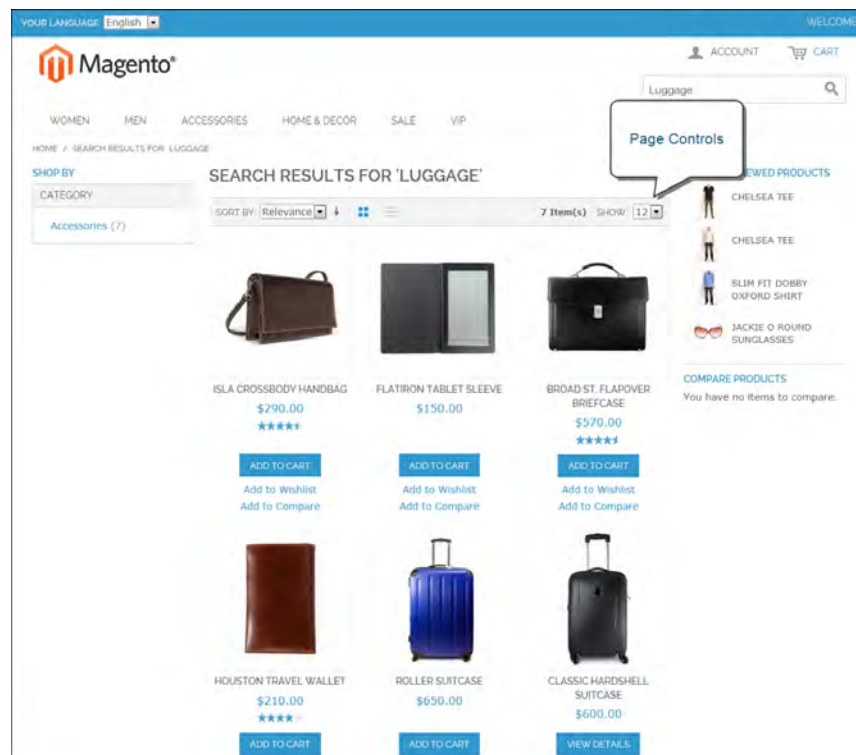 YOUR LANGUAGE: English
WELCOME
Magento®
ACCOUNT
CART
Luggage
WOMEN MEN ACCESSORIES HOME & DECOR SALE VIP
Page Controls
HOME / SEARCH RESULTS FOR: LUGGAGE
SHOP BY
CATEGORY
Accessories (7)
SEARCH RESULTS FOR 'LUGGAGE'
SORT BY Relevance
7 Item(s) SHOW 12
EWED PRODUCTS
CHELSEA TEE
CHELSEA TEE
SLIM FIT DOBBY
OXFORD SHIRT
JACKIE O ROUND
SUNGLASSES
COMPARE PRODUCTS
You have no items to compare.
ISLA CROSSBODY HANDBAG
$290.00
ADD TO CART
Add to Wishlist
Add to Compare
FLATIRON TABLET SLEEVE
$150.00
ADD TO CART
Add to Wishlist
Add to Compare
BROAD ST. FLAPOVER
BRIEFCASE
$570.00
ADD TO CART
Add to Wishlist
Add to Compare
HOUSTON TRAVEL WALLET
$210.00
ADD TO CART
ROLLER SUITCASE
$650.00
ADD TO CART
CLASSIC HARDSHELL
SUITCASE
$600.00
VIEW DETAILS